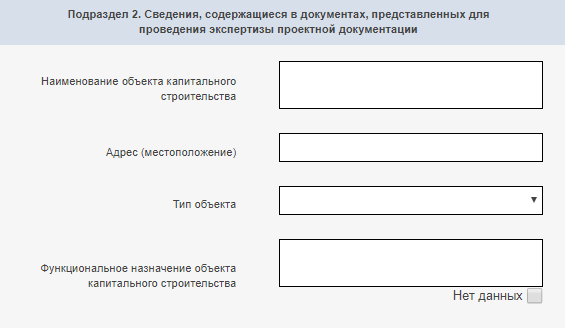 Подраздел 2. Сведения, содержащиеся в документах, представленных для
проведения экспертизы проектной документации
Наименование объекта капитального
строительства
Адрес (местоположение)
Тип объекта
Функциональное назначение объекта
капитального строительства
Нет данных